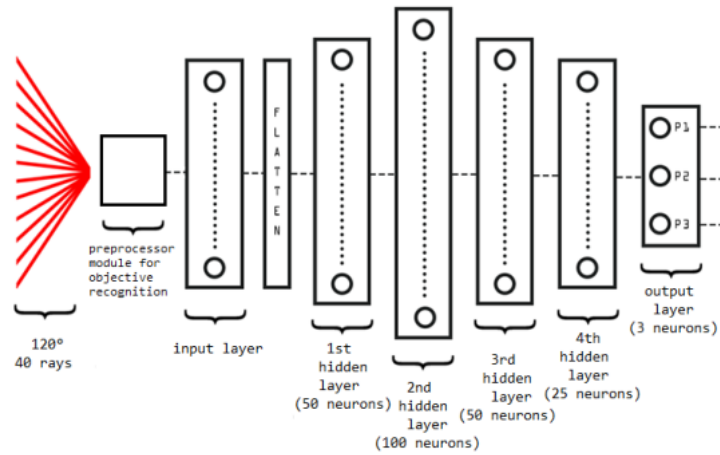 F
L
A
T
T
E
N
P1
P2
P3
preprocessor
module for
objective
recognition
120º
40 rays
input layer
1st
hidden
layer
(50 neurons)
2nd
hidden
layer
(100 neurons)
3rd
hidden
layer
(50 neurons)
4th
hidden
layer
(25 neurons)
output
layer
(3 neurons)